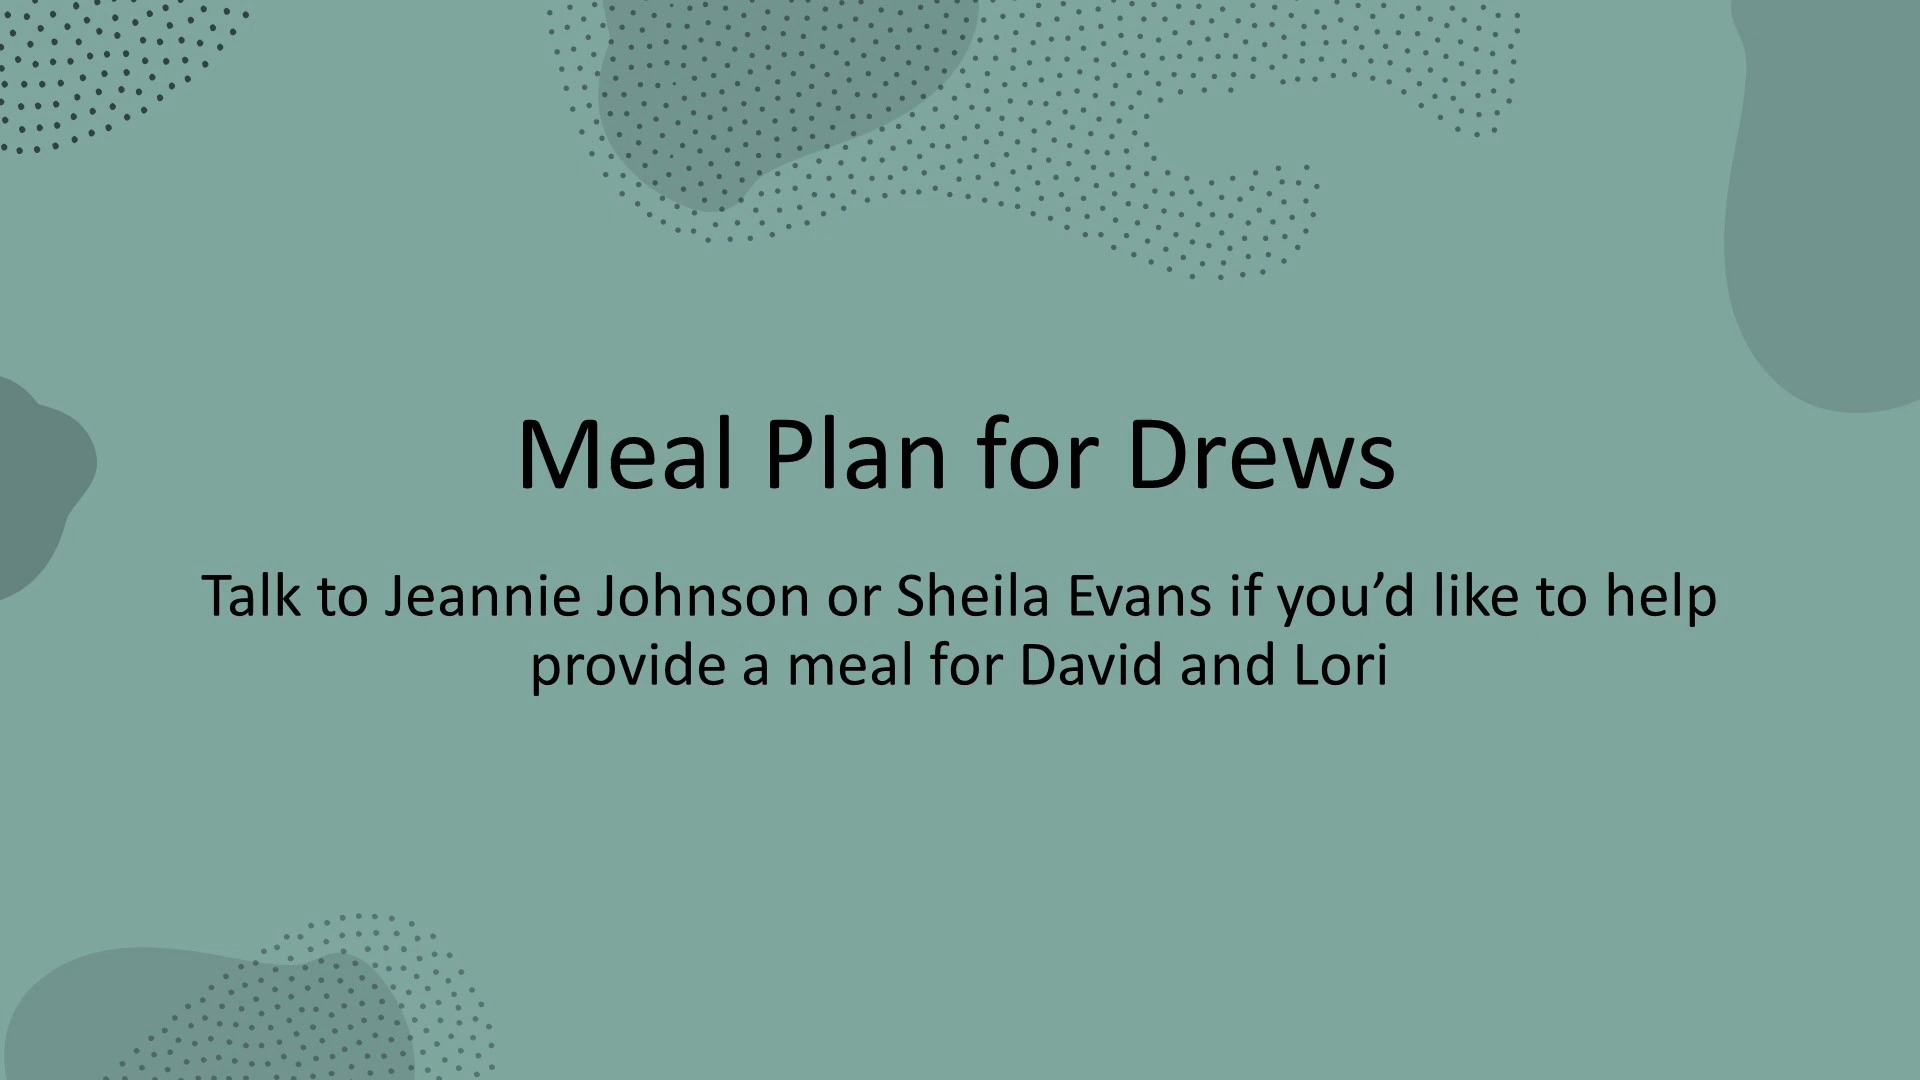 Meal Plan for Drews
Talk to Jeannie Johnson or Sheila Evans if you’d like to help
provide a meal for David and Lori